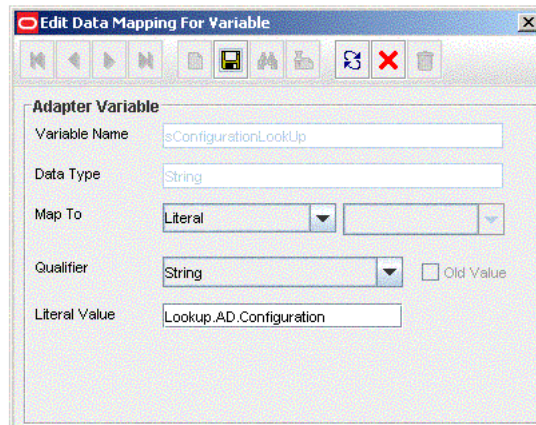 Edit Data Mapping For Variable
Adapter Variable
Variable Name sConfigurationLookUp
Data Type String
Map To Literal
Qualifier String Old Value
Literal Value Lookup.AD.Configuration